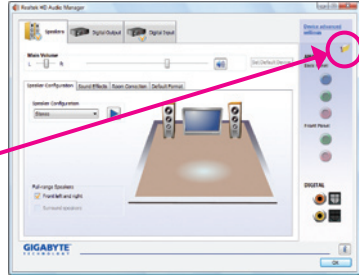 Realtek HD Audio Manager
Speakers
Digital Output
Digital Input
Device advanced
settings
Main Volume
L
R
Set Default Device
Speaker Configuration
Sound Effects
Room Correction
Default Format
Speaker Configuration
Stereo
Front Panel
Full-range Speakers
Front left and right
Surround speakers
DIGITAL
GIGABYTE
TECHNOLOGY
OK